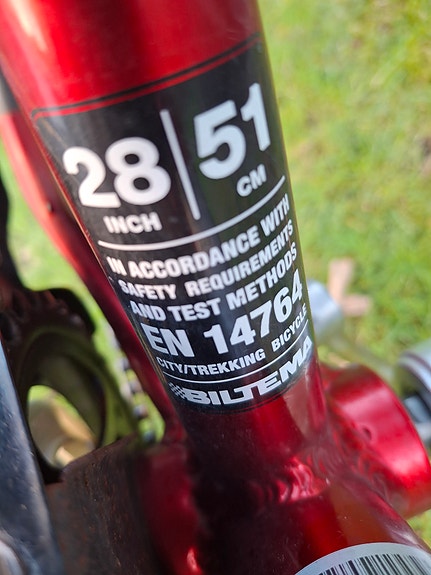 28 | 51
INCH CM
IN ACCORDANCE WITH
SAFETY REQUIREMENTS
AND TEST METHODS
EN 14764
CITY/TREKKING BICYCLE
BILTEMA